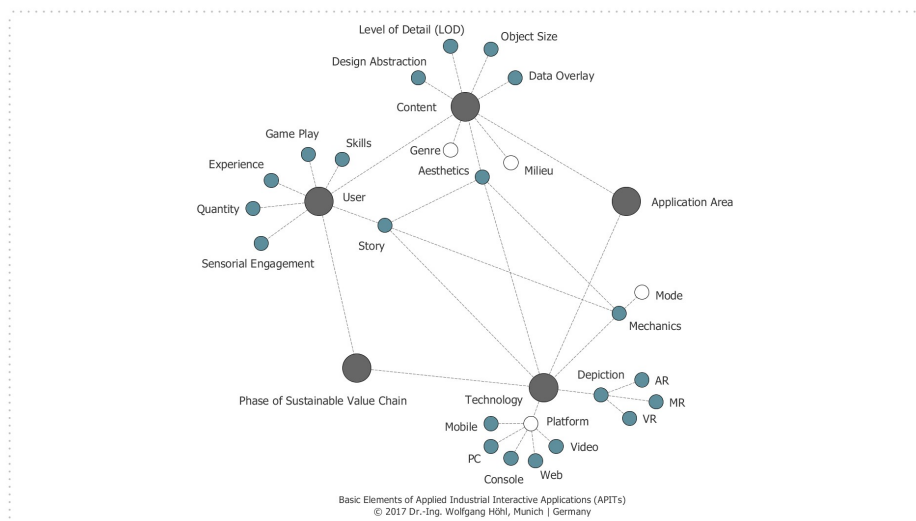 Level of Detail (LOD)
Object Size
Design Abstraction
Data Overlay
Content
Game Play
Skills
Genre
Aesthetics
Milieu
Experience
User
Application Area
Quantity
Story
Sensorial Engagement
Mode
Mechanics
Depiction
AR
Phase of Sustainable Value Chain
Technology
MR
VR
Mobile
Platform
PC
Video
Console
Web
Basic Elements of Applied Industrial Interactive Applications (APITs)
© 2017 Dr.-Ing. Wolfgang Höhl, Munich | Germany